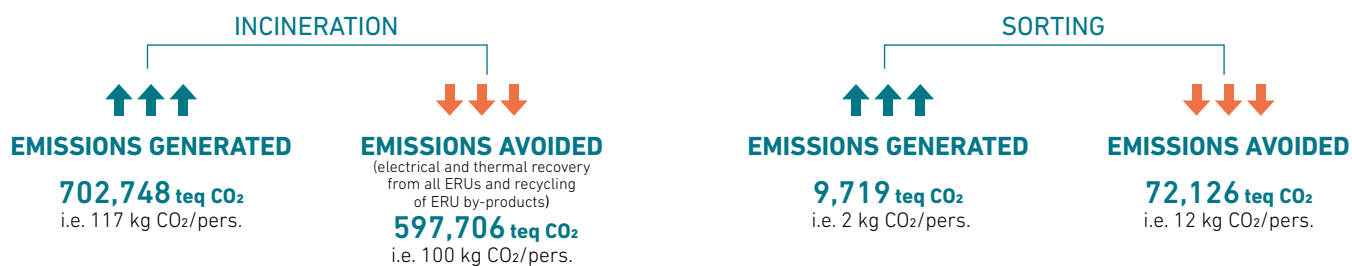 INCINERATION
EMISSIONS GENERATED
702,748 teq CO₂
i.e. 117 kg CO₂/pers.
EMISSIONS AVOIDED
(electrical and thermal recovery
from all ERUs and recycling
of ERU by-products)
597,706 teq CO₂
i.e. 100 kg CO₂/pers.
SORTING
EMISSIONS GENERATED
9,719 teq CO₂
i.e. 2 kg CO₂/pers.
EMISSIONS AVOIDED
72,126 teq CO₂
i.e. 12 kg CO₂/pers.